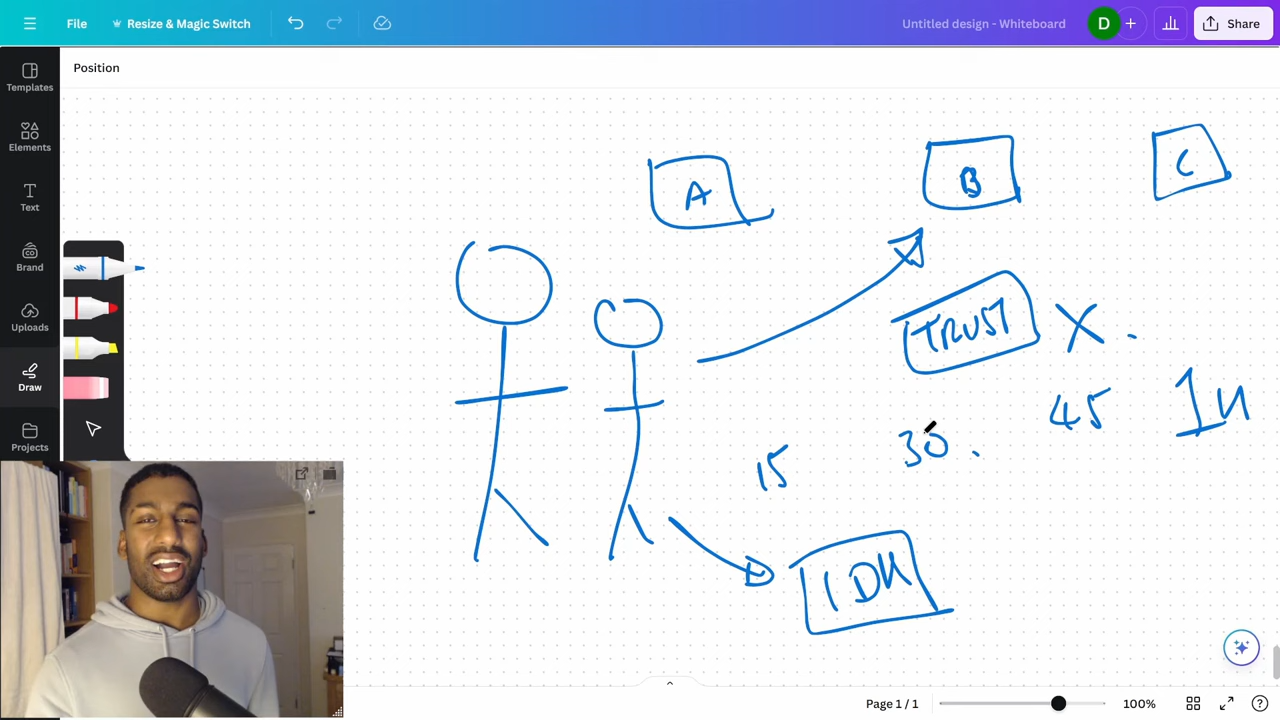 File
Resize & Magic Switch
Untitled design - Whiteboard
D
Share
Position
Templates
Elements
Text
Brand
Uploads
Draw
Projects
A
B
C
TRUST X.
45
1H
30.
15
IDK
Page 1 / 1
100%